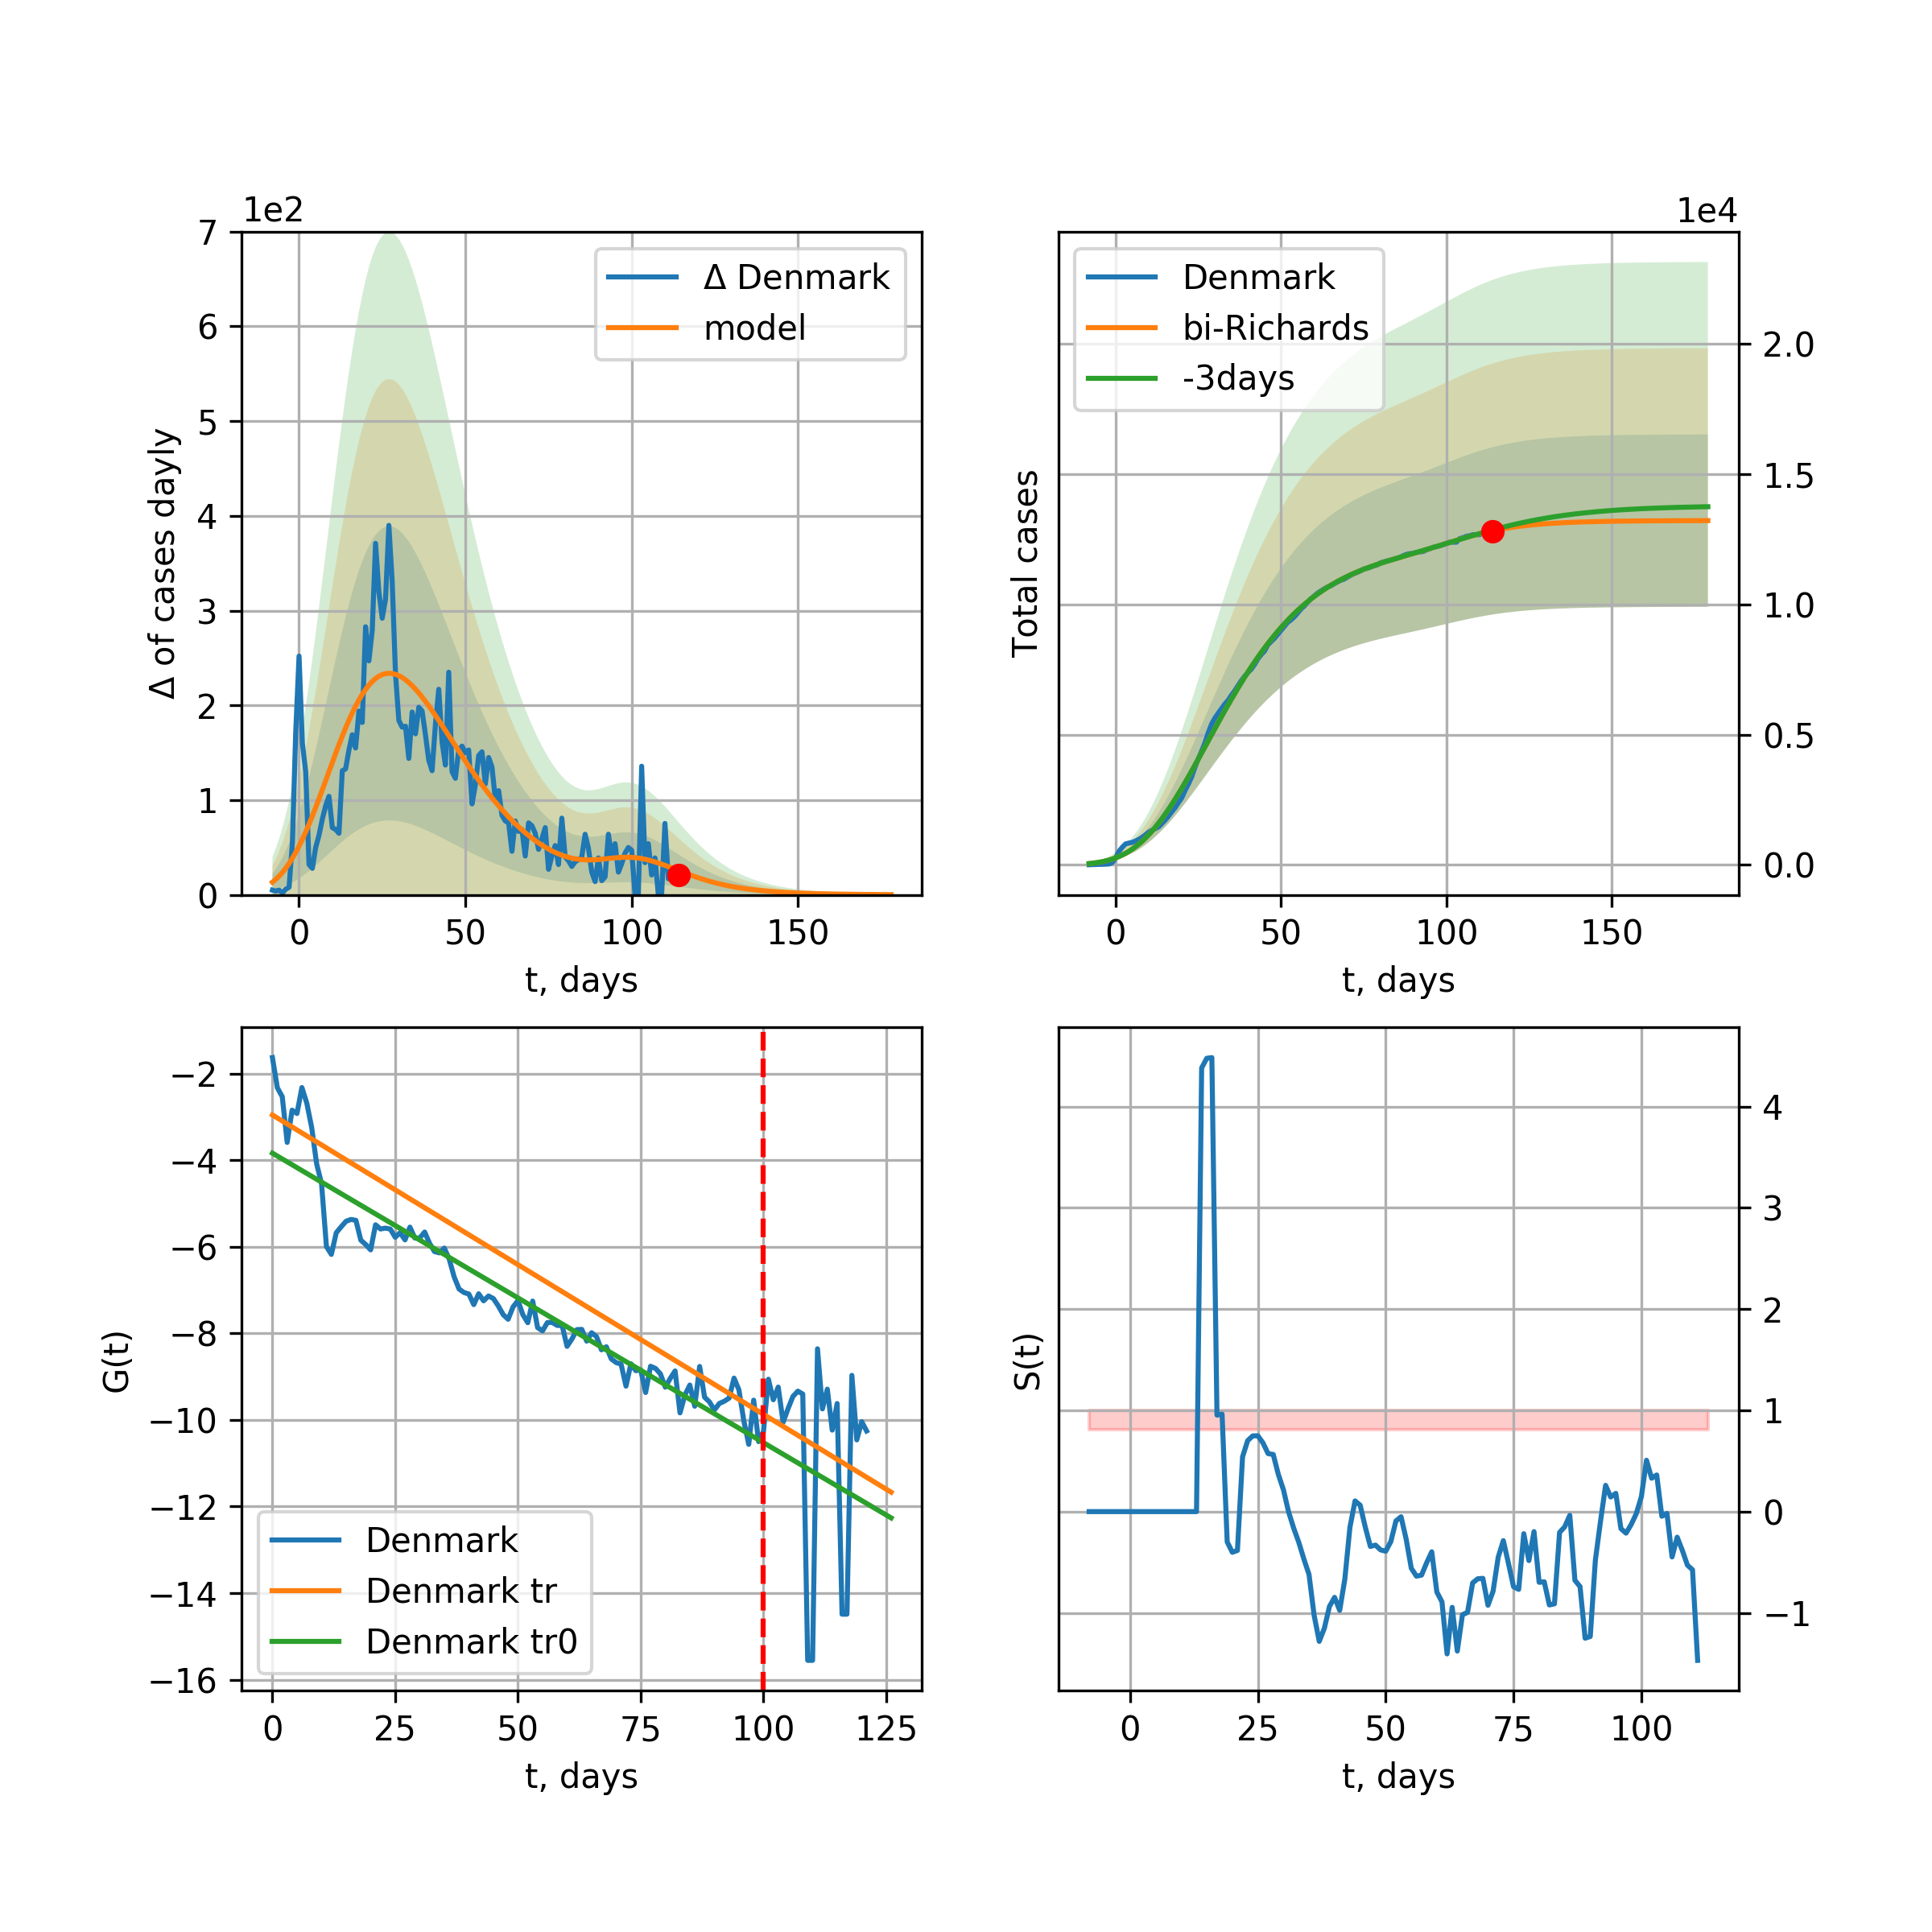 1e2
7
6
5
4
3
2
1
0
Δ of cases dayly
Δ Denmark
model
0 50 100 150
t, days
1e4
Denmark
bi-Richards
-3days
Total cases
2.0
1.5
1.0
0.5
0.0
0 50 100 150
t, days
−2
−4
−6
−8
−10
−12
−14
−16
G(t)
Denmark
Denmark tr
Denmark tr0
0 25 50 75 100 125
t, days
S(t)
4
3
2
1
0
−1
0 25 50 75 100
t, days